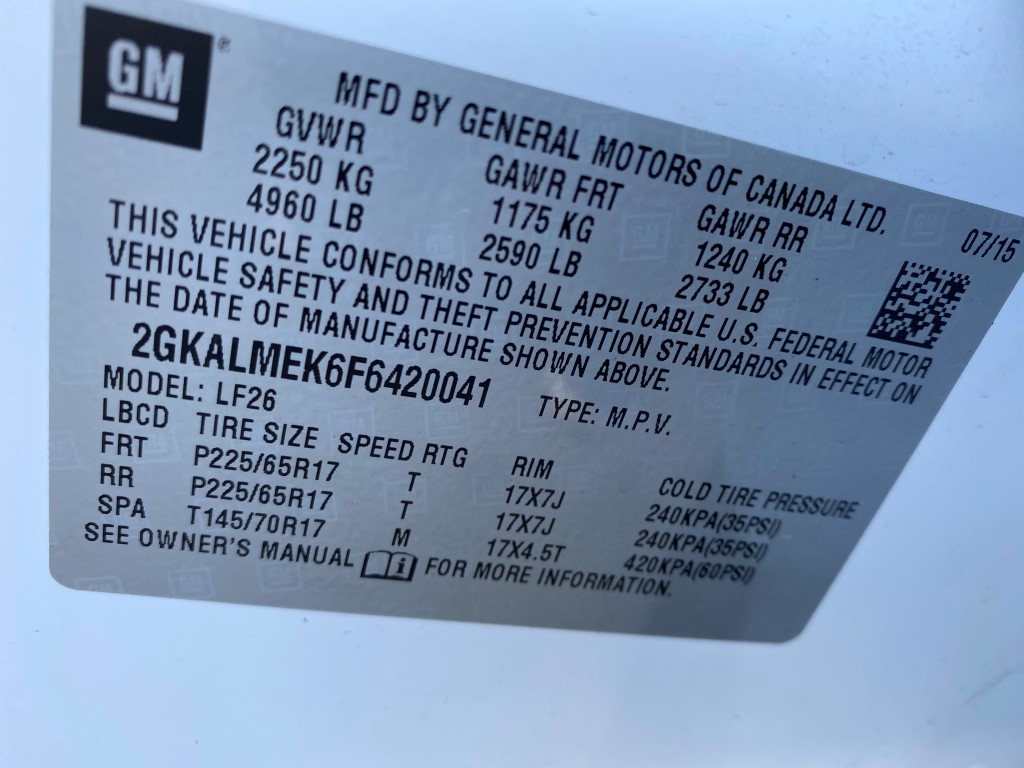 GM ®
MFD BY GENERAL MOTORS OF CANADA LTD.
GVWR GAWR FRT GAWR RR 07/15
2250 KG 1175 KG 1240 KG
4960 LB 2590 LB 2733 LB
THIS VEHICLE CONFORMS TO ALL APPLICABLE U.S. FEDERAL MOTOR
VEHICLE SAFETY AND THEFT PREVENTION STANDARDS IN EFFECT ON
THE DATE OF MANUFACTURE SHOWN ABOVE.
2GKALMEK6F6420041 TYPE: M.P.V.
MODEL: LF26
LBCD TIRE SIZE SPEED RTG RIM COLD TIRE PRESSURE
FRT P225/65R17 T 17X7J 240KPA(35PSI)
RR P225/65R17 T 17X7J 240KPA(35PSI)
SPA T145/70R17 M 17X4.5T 420KPA(60PSI)
SEE OWNER'S MANUAL i FOR MORE INFORMATION.